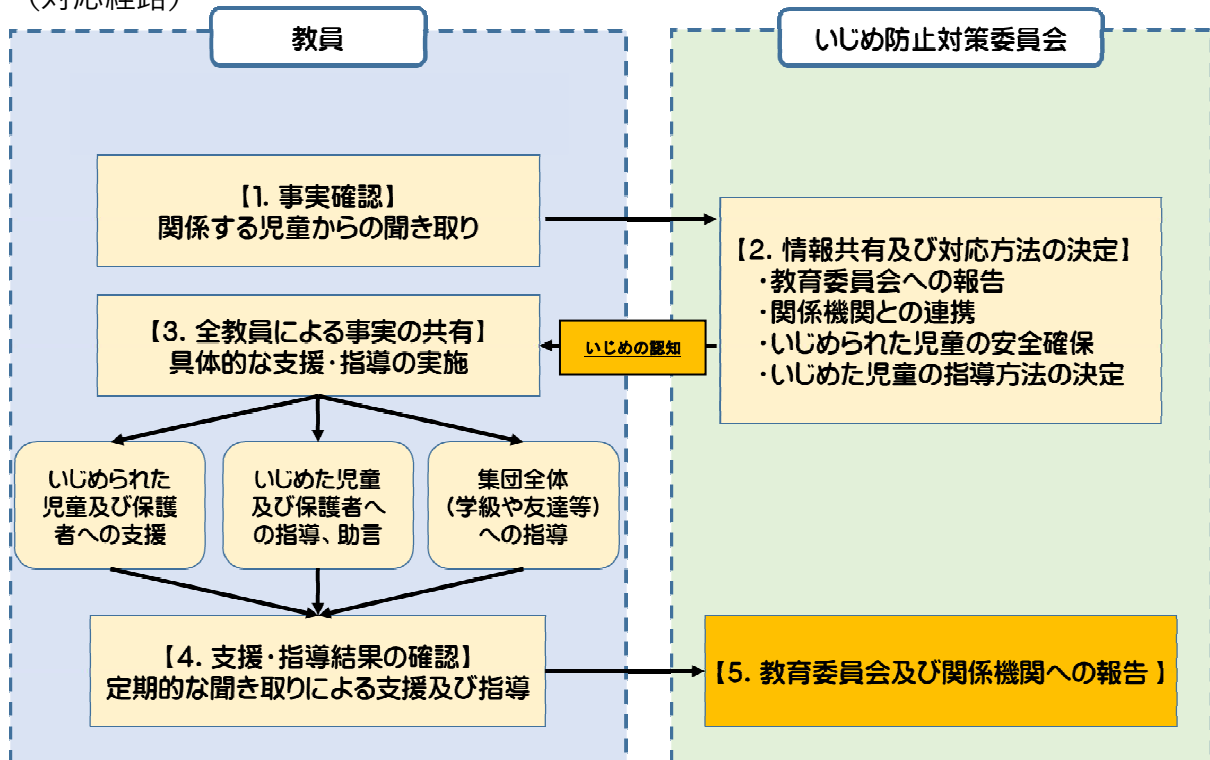 （対応経路）
教員
いじめ防止対策委員会
【1. 事実確認】
関係する児童からの聞き取り
【2. 情報共有及び対応方法の決定】
・教育委員会への報告
・関係機関との連携
・いじめられた児童の安全確保
・いじめた児童の指導方法の決定
いじめの認知
【3. 全教員による事実の共有】
具体的な支援・指導の実施
いじめられた
児童及び保護
者への支援
いじめた児童
及び保護者へ
の指導、助言
集団全体
(学級や友達等)
への指導
【4. 支援・指導結果の確認】
定期的な聞き取りによる支援及び指導
【5. 教育委員会及び関係機関への報告 】